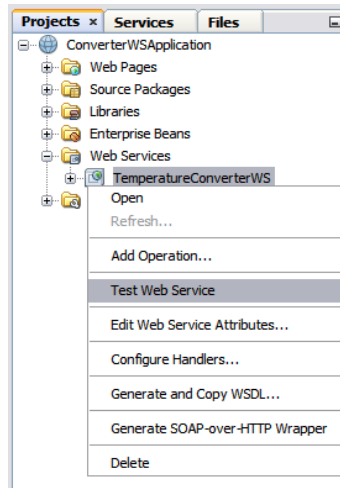 Projects × Services Files
ConverterWSApplication
Web Pages
Source Packages
Libraries
Enterprise Beans
Web Services
TemperatureConverterWS
Open
Refresh...
Add Operation...
Test Web Service
Edit Web Service Attributes...
Configure Handlers...
Generate and Copy WSDL...
Generate SOAP-over-HTTP Wrapper
Delete